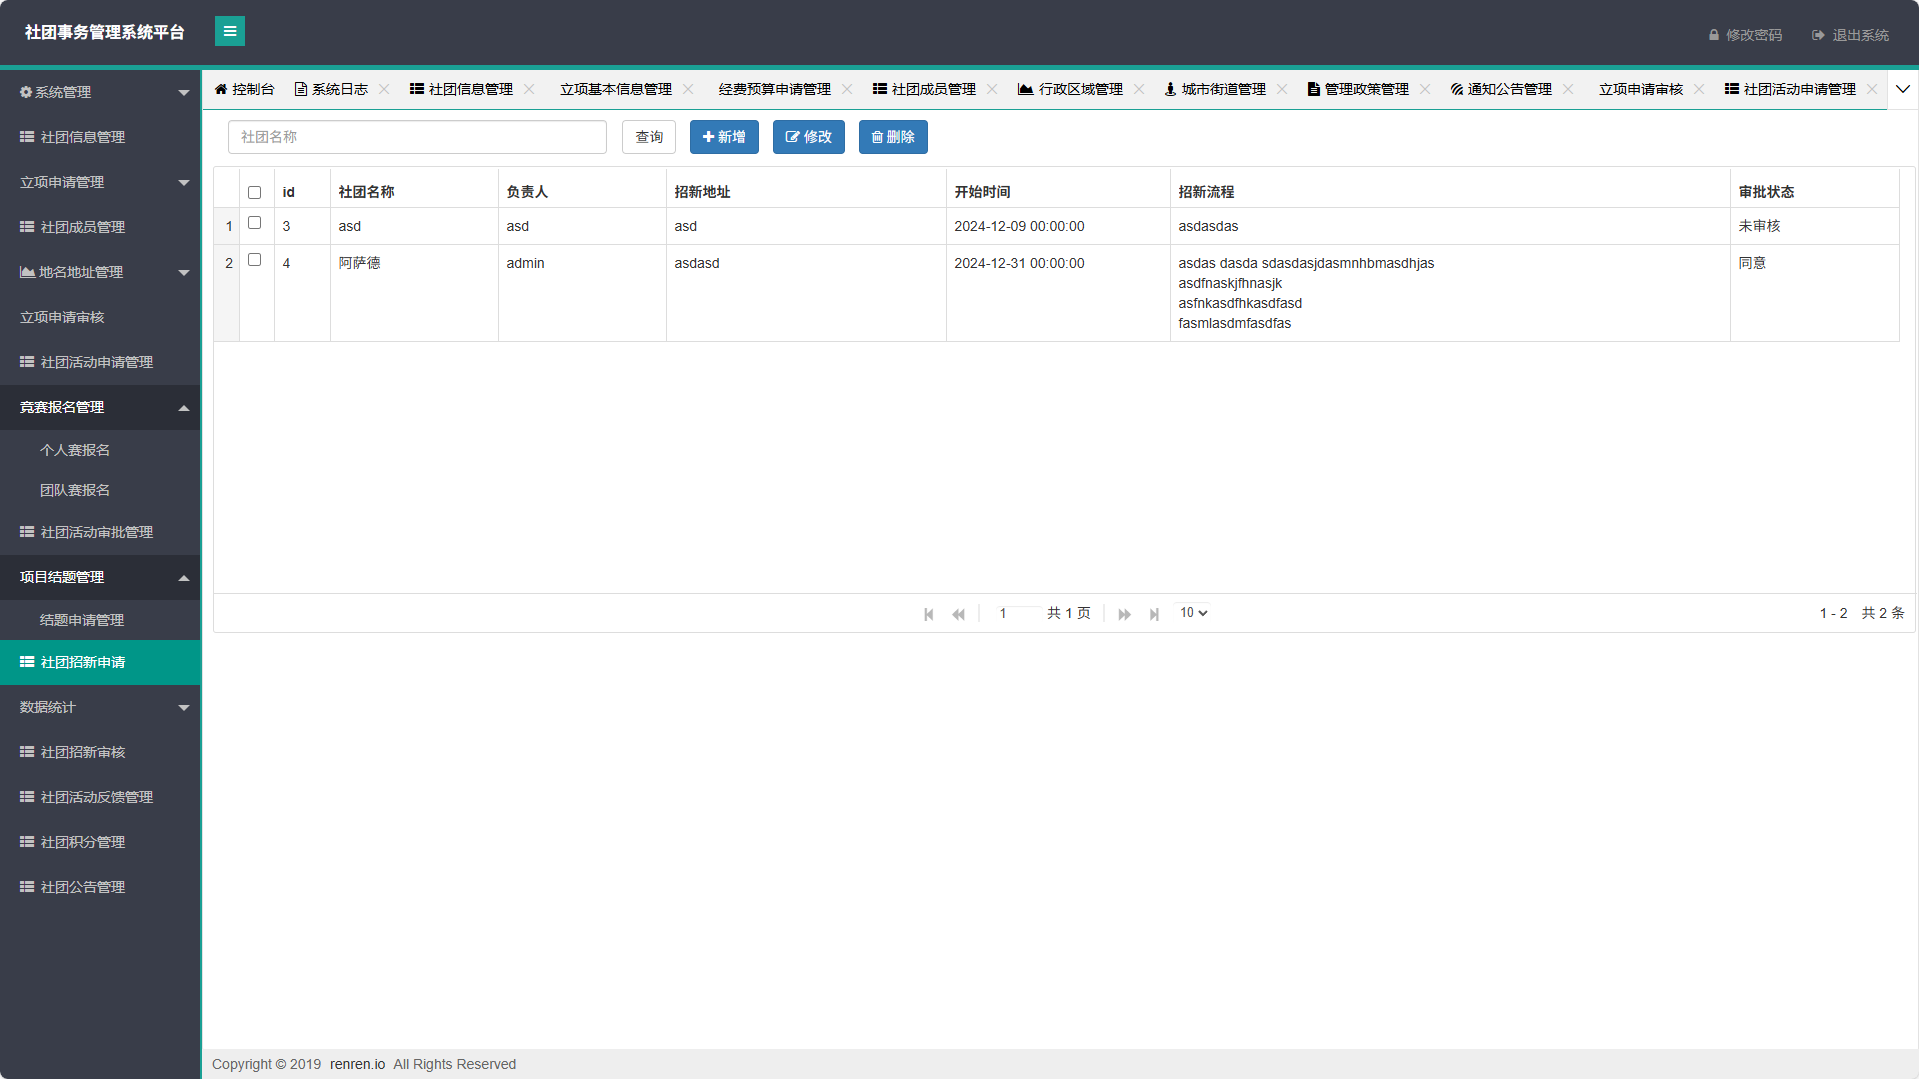 社团事务管理系统平台
修改密码 退出系统
系统管理
社团信息管理
立项申请管理
社团成员管理
地名地址管理
立项申请审核
社团活动申请管理
竞赛报名管理
个人赛报名
团队赛报名
社团活动审批管理
项目结题管理
结题申请管理
社团招新申请
数据统计
社团招新审核
社团活动反馈管理
社团积分管理
社团公告管理
控制台 系统日志 社团信息管理 立项基本信息管理 经费预算申请管理 社团成员管理 行政区域管理 城市街道管理 管理政策管理 通知公告管理 立项申请审核 社团活动申请管理
社团名称 查询 新增 修改 删除
id 社团名称 负责人 招新地址 开始时间 招新流程 审批状态
1 3 asd asd asd 2024-12-09 00:00:00 asdasdas 未审核
2 4 阿萨德 admin asdasd 2024-12-31 00:00:00 asdas dasda sdasdasjdasmnhbmasdhjas 同意
asdfnaskjfhnasjk
asfnkasdfhkasdfasd
fasmlasdmfasdfas
1 共 1 页 10 1 - 2 共 2 条
Copyright © 2019 renren.io All Rights Reserved